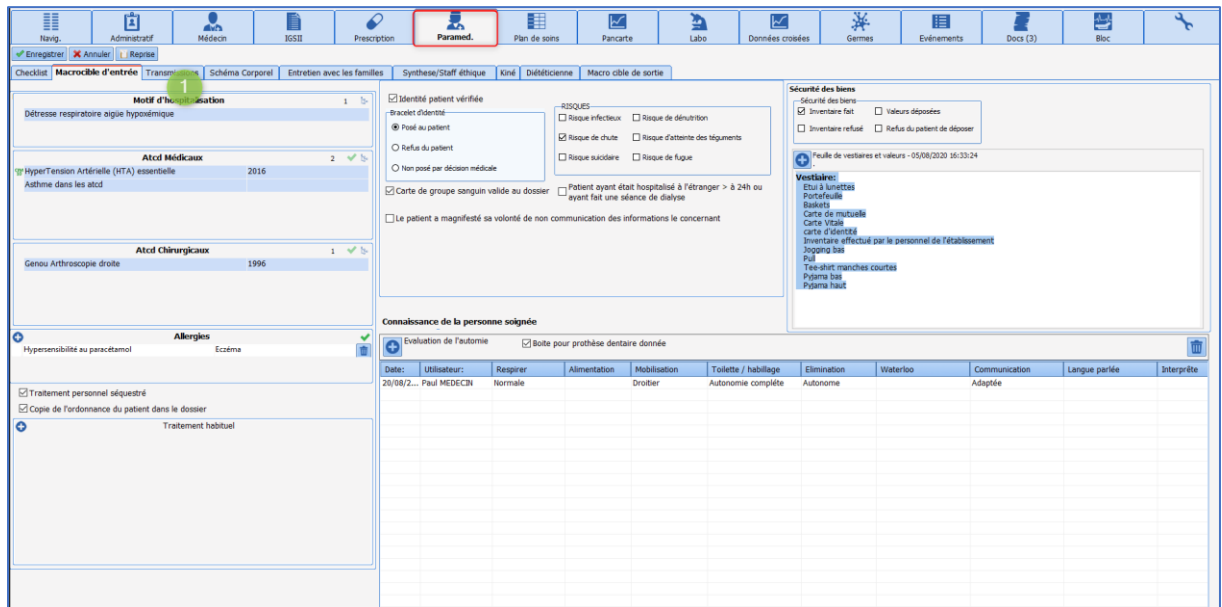 Navig.
Administratif
Médecin
IGSII
Prescription
Paramed.
Plan de soins
Pancarte
Labo
Données croisées
Germes
Evénements
Docs (3)
Bloc
Enregistrer Annuler Reprise
Checklist Macrocible d'entrée Transmissions Schéma Corporel Entretien avec les familles Synthese/Staff éthique Kiné Diététicienne Macro cible de sortie
1
Motif d'hospitalisation 1
Détresse respiratoire aigüe hypoxémique
Atcd Médicaux 2
HyperTension Artérielle (HTA) essentielle 2016
Asthme dans les atcd
Atcd Chirurgicaux 1
Genou Arthroscopie droite 1996
Allergies
Hypersensibilité au paracétamol Eczéma
Traitement personnel séquestré
Copie de l'ordonnance du patient dans le dossier
Traitement habituel
Identité patient vérifiée
Bracelet d'identité
Posé au patient
Refus du patient
Non posé par décision médicale
RISQUES
Risque infectieux Risque de dénutrition
Risque de chute Risque d'atteinte des téguments
Risque suicidaire Risque de fugue
Carte de groupe sanguin valide au dossier
Patient ayant était hospitalisé à l'étranger > à 24h ou
ayant fait une séance de dialyse
Le patient a magnifesté sa volonté de non communication des informations le concernant
Sécurité des biens
Sécurité des biens
Inventaire fait Valeurs déposées
Inventaire refusé Refus du patient de déposer
Feuille de vestiaires et valeurs - 05/08/2020 16:33:24
-
Vestiaire:
Etui à lunettes
Portefeuille
Baskets
Carte de mutuelle
Carte Vitale
carte d'identité
Inventaire effectué par le personnel de l'établissement
Jogging bas
Pull
Tee-shirt manches courtes
Pyjama bas
Pyjama haut
Connaissance de la personne soignée
Evaluation de l'automie Boite pour prothèse dentaire donnée
Date: Utilisateur: Respirer Alimentation Mobilisation Toilette / habillage Elimination Waterloo Communication Langue parlée Interprête
20/08/2... Paul MEDECIN Normale Droitier Autonomie compléte Autonome Adaptée